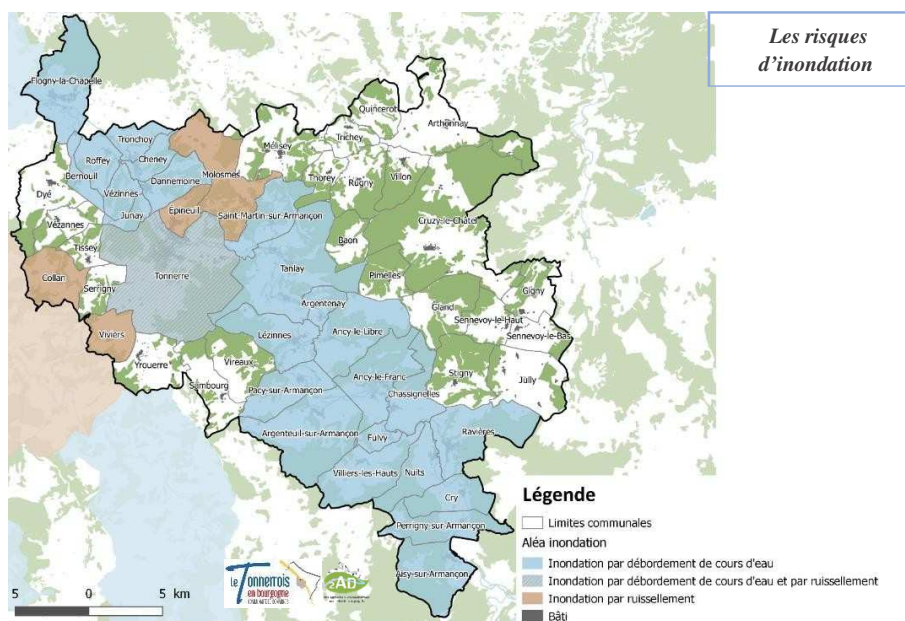 Les risques
d'inondation
Flogny-la-Chapelle
Quincerot
Arthonnay
Tronchoy
Trichey
Mélisey
Roffey
Cheney
Bernouil
Dannemoine
Molosmes
Thorey
Rugny
Villon
Dyé
Vézinnes
Junay
Epineuil
Saint-Martin-sur-Armançon
Cruzy-le-Châtel
Vézannes
Tissey
Baon
Collan
Serrigny
Tonnerre
Tanlay
Pimelles
Gigny
Argentenay
Gland
Sennevoy-le-Haut
Viviers
Lézinnes
Ancy-le-Libre
Sennevoy-le-Bas
Yrouerre
Vireaux
Stigny
Jully
Sambourg
Pacy-sur-Armançon
Ancy-le-Franc
Chassignelles
Argenteuil-sur-Armançon
Fulvy
Ravières
Villiers-les-Hauts
Nuits
Cry
Perrigny-sur-Armançon
Aisy-sur-Armançon
Légende
Limites communales
Aléa inondation
Inondation par débordement de cours d'eau
Inondation par débordement de cours d'eau et par ruissellement
Inondation par ruissellement
Bâti
le Tonnerrois
en bourgogne
2AD
5 0 5 km